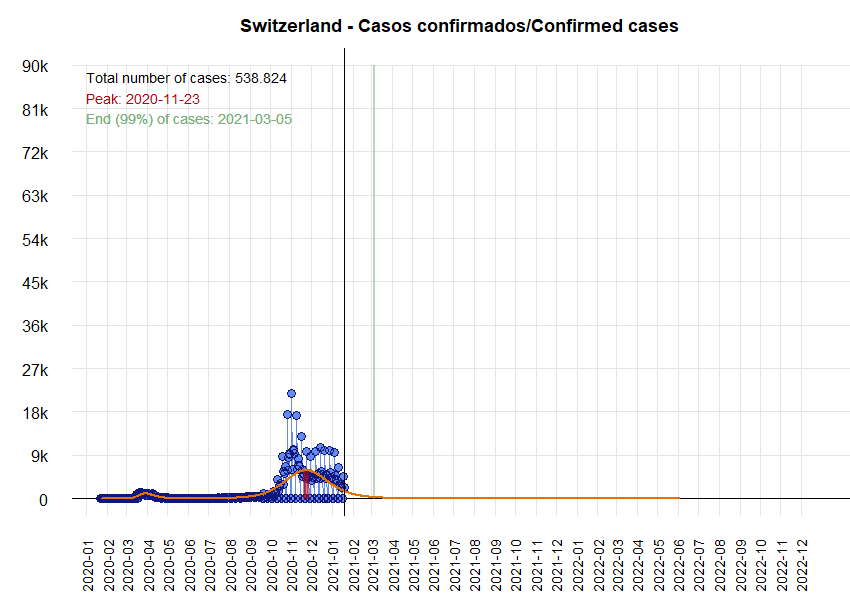 Switzerland - Casos confirmados/Confirmed cases
90k
Total number of cases: 538.824
Peak: 2020-11-23
81k
End (99%) of cases: 2021-03-05
72k
63k
54k
45k
36k
27k
18k
9k
0
2020-01
2020-02
2020-03
2020-04
2020-05
2020-06
2020-07
2020-08
2020-09
2020-10
2020-11
2020-12
2021-01
2021-02
2021-03
2021-04
2021-05
2021-06
2021-07
2021-08
2021-09
2021-10
2021-11
2021-12
2022-01
2022-02
2022-03
2022-04
2022-05
2022-06
2022-07
2022-08
2022-09
2022-10
2022-11
2022-12